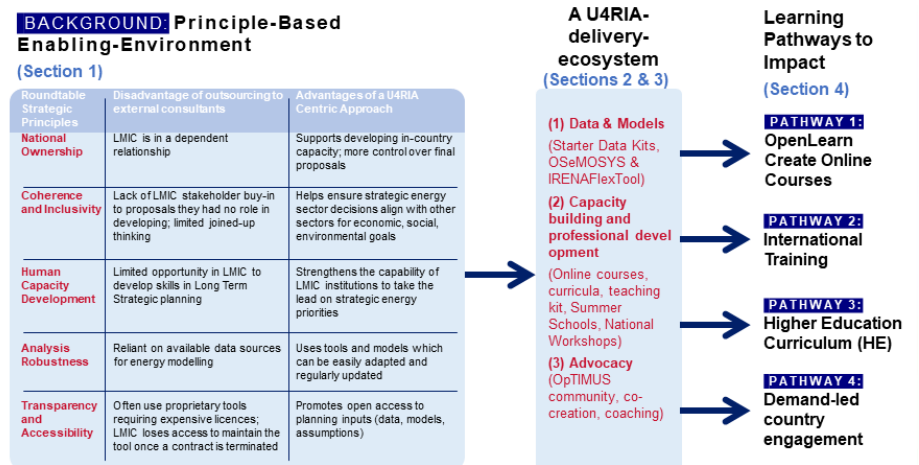 BACKGROUND: Principle-Based
Enabling-Environment
(Section 1)
Roundtable
Strategic
Principles
Disadvantage of outsourcing to
external consultants
Advantages of a U4RIA
Centric Approach
National
Ownership
LMIC is in a dependent
relationship
Supports developing in-country
capacity; more control over final
proposals
Coherence
and Inclusivity
Lack of LMIC stakeholder buy-in
to proposals they had no role in
developing; limited joined-up
thinking
Helps ensure strategic energy
sector decisions align with other
sectors for economic, social,
environmental goals
Human
Capacity
Development
Limited opportunity in LMIC to
develop skills in Long Term
Strategic planning
Strengthens the capability of
LMIC institutions to take the
lead on strategic energy
priorities
Analysis
Robustness
Reliant on available data sources
for energy modelling
Uses tools and models which
can be easily adapted and
regularly updated
Transparency
and
Accessibility
Often use proprietary tools
requiring expensive licences;
LMIC loses access to maintain the
tool once a contract is terminated
Promotes open access to
planning inputs (data, models,
assumptions)
A U4RIA-
delivery-
ecosystem
(Sections 2 & 3)
(1) Data & Models
(Starter Data Kits,
OSeMOSYS &
IRENAFlexTool)
(2) Capacity
building and
professional devel
opment
(Online courses,
curricula, teaching
kit, Summer
Schools, National
Workshops)
(3) Advocacy
(OpTIMUS
community, co-
creation, coaching)
Learning
Pathways to
Impact
(Section 4)
PATHWAY 1:
OpenLearn
Create Online
Courses
PATHWAY 2:
International
Training
PATHWAY 3:
Higher Education
Curriculum (HE)
PATHWAY 4:
Demand-led
country
engagement